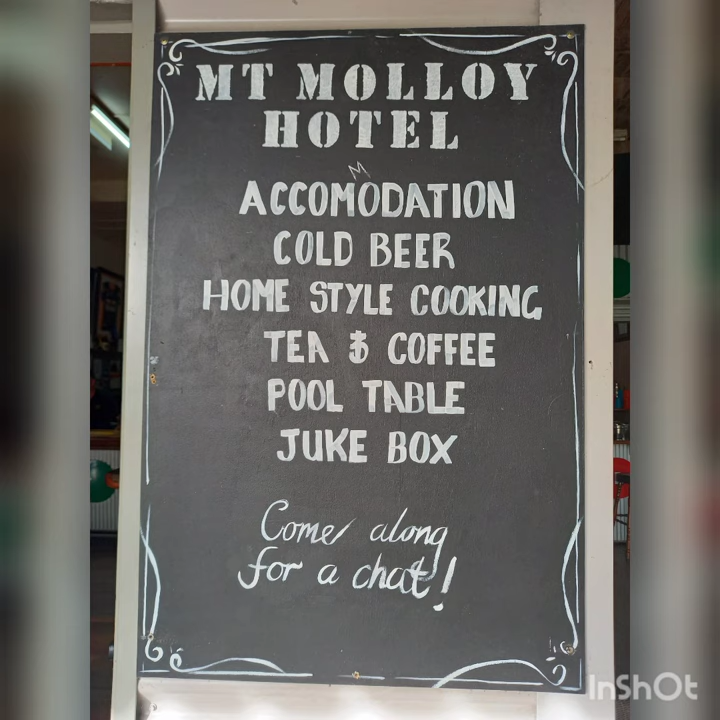 MT MOLLOY
HOTEL
M
ACCOMODATION
COLD BEER
HOME STYLE COOKING
TEA & COFFEE
POOL TABLE
JUKE BOX
Come along
for a chat!
InShOt